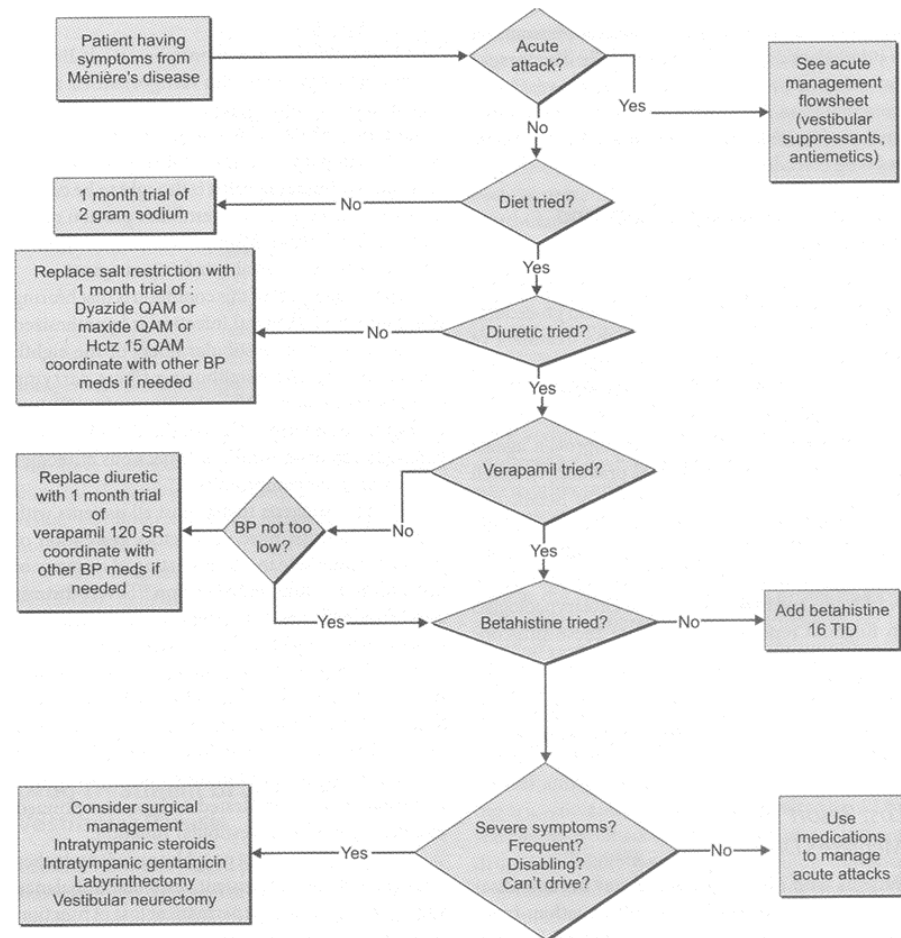 Patient having
symptoms from
Ménière's disease
Acute
attack?
Yes
See acute
management
flowsheet
(vestibular
suppressants,
antiemetics)
No
1 month trial of
2 gram sodium
No
Diet tried?
Yes
Replace salt restriction with
1 month trial of :
Dyazide QAM or
maxide QAM or
Hctz 15 QAM
coordinate with other BP
meds if needed
No
Diuretic tried?
Yes
Verapamil tried?
Replace diuretic
with 1 month trial
of
verapamil 120 SR
coordinate with
other BP meds if
needed
BP not too
low?
No
Yes
Yes
Betahistine tried?
No
Add betahistine
16 TID
Consider surgical
management
Intratympanic steroids
Intratympanic gentamicin
Labyrinthectomy
Vestibular neurectomy
Yes
Severe symptoms?
Frequent?
Disabling?
Can't drive?
No
Use
medications
to manage
acute attacks